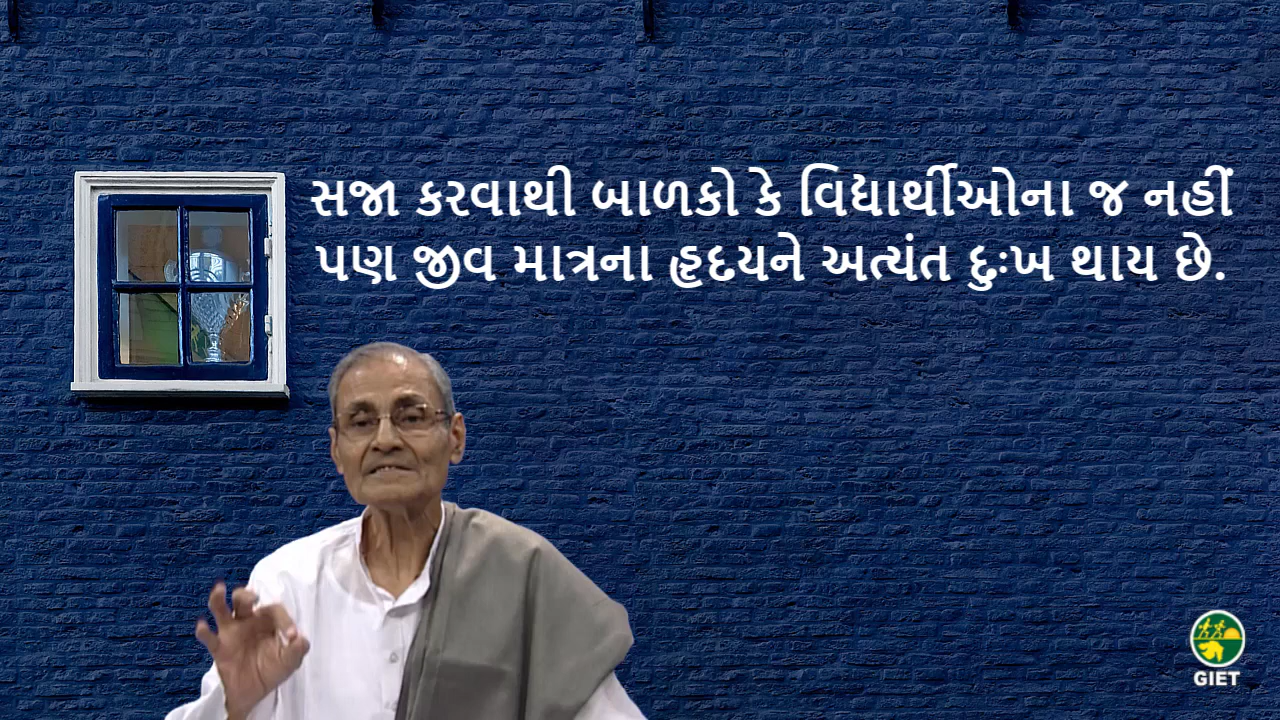 સજા કરવાથી બાળકો કે વિદ્યાર્થીઓના જ નહીં
પણ જીવ માત્રના હૃદયને અત્યંત દુઃખ થાય છે.
GIET